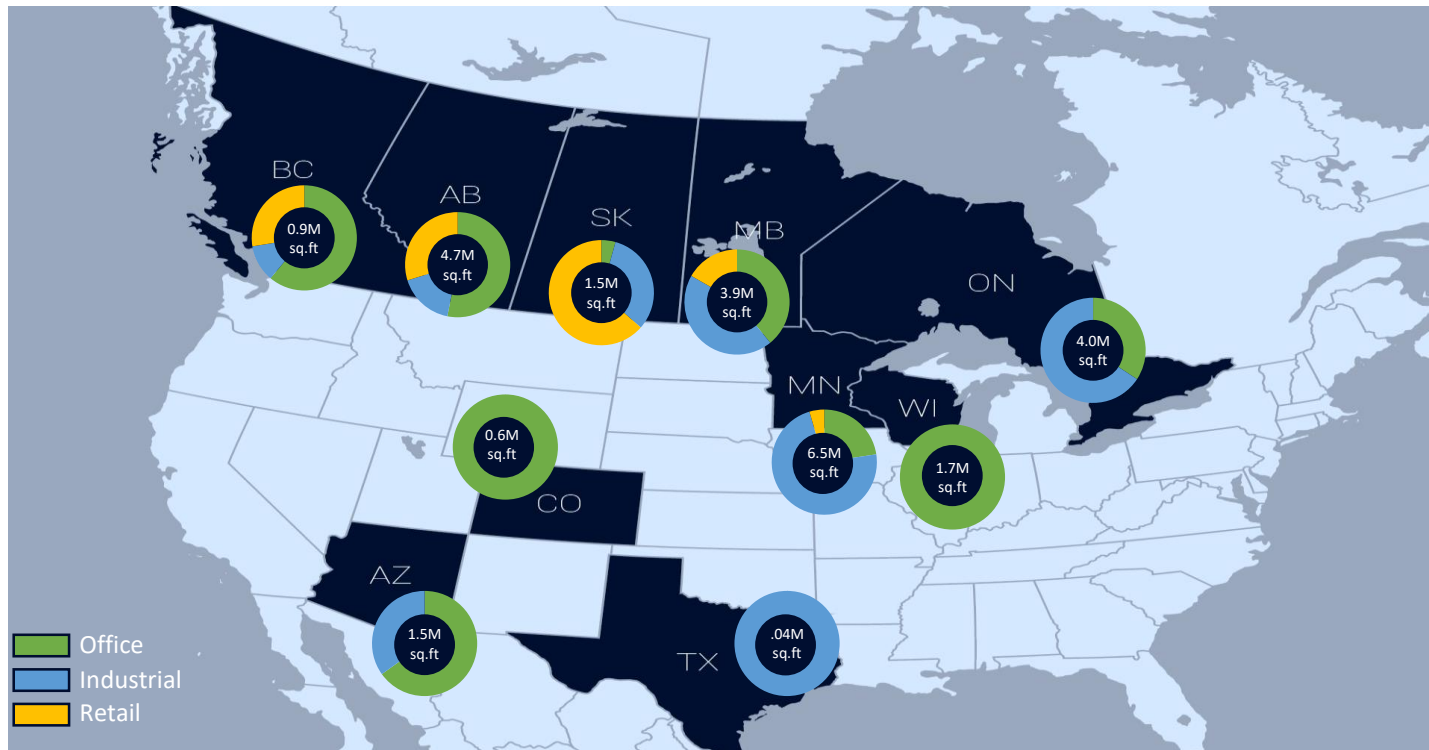 BC
0.9M
sq.ft
AB
4.7M
sq.ft
SK
1.5M
sq.ft
MB
3.9M
sq.ft
ON
4.0M
sq.ft
MN
6.5M
sq.ft
WI
1.7M
sq.ft
0.6M
sq.ft
CO
AZ
1.5M
sq.ft
TX
.04M
sq.ft
Office
Industrial
Retail